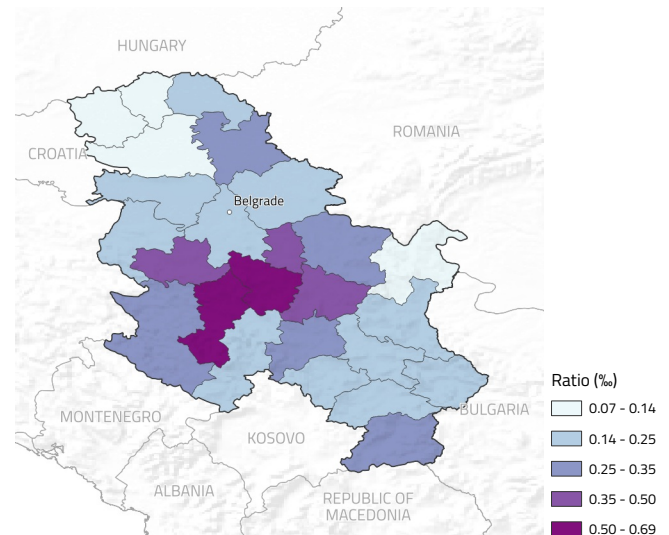 HUNGARY
ROMANIA
CROATIA
Belgrade
MONTENEGRO
KOSOVO
BULGARIA
ALBANIA
REPUBLIC OF
MACEDONIA
Ratio (‰)
0.07 - 0.14
0.14 - 0.25
0.25 - 0.35
0.35 - 0.50
0.50 - 0.69